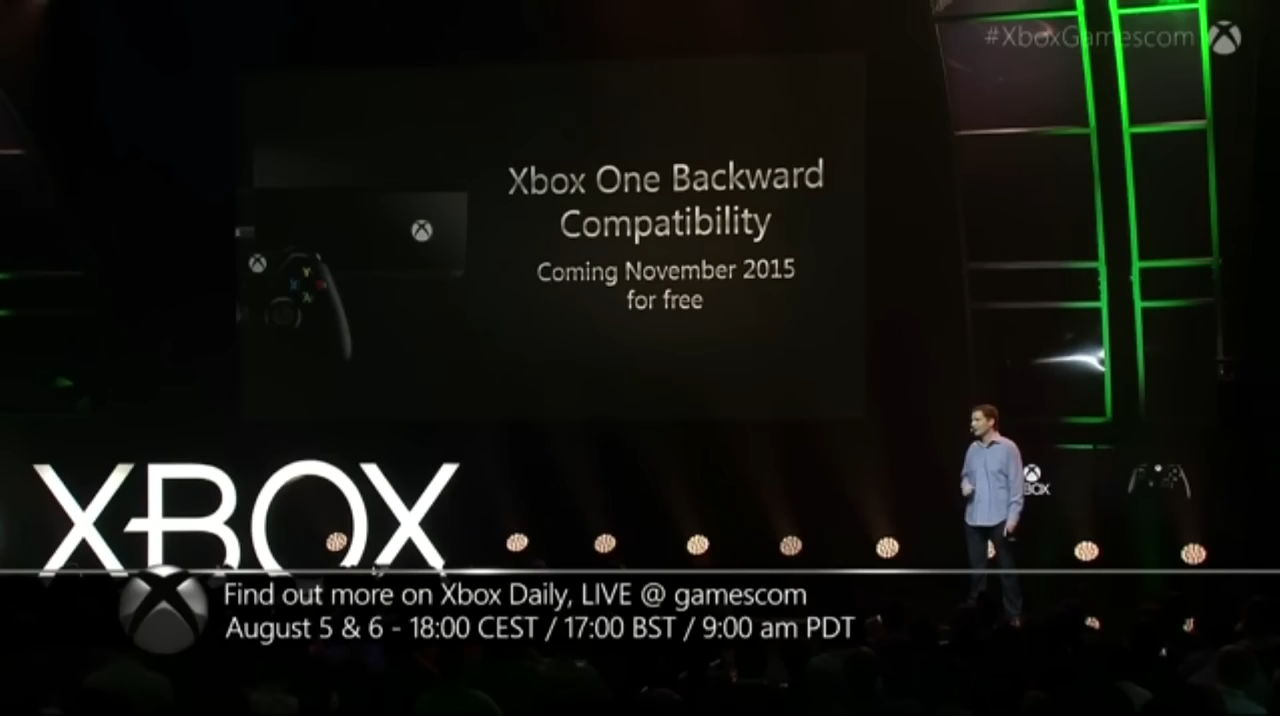 #XboxGamescom
Xbox One Backward
Compatibility
Coming November 2015
for free
XBOX
Find out more on Xbox Daily, LIVE @ gamescom
August 5 & 6 - 18:00 CEST / 17:00 BST / 9:00 am PDT